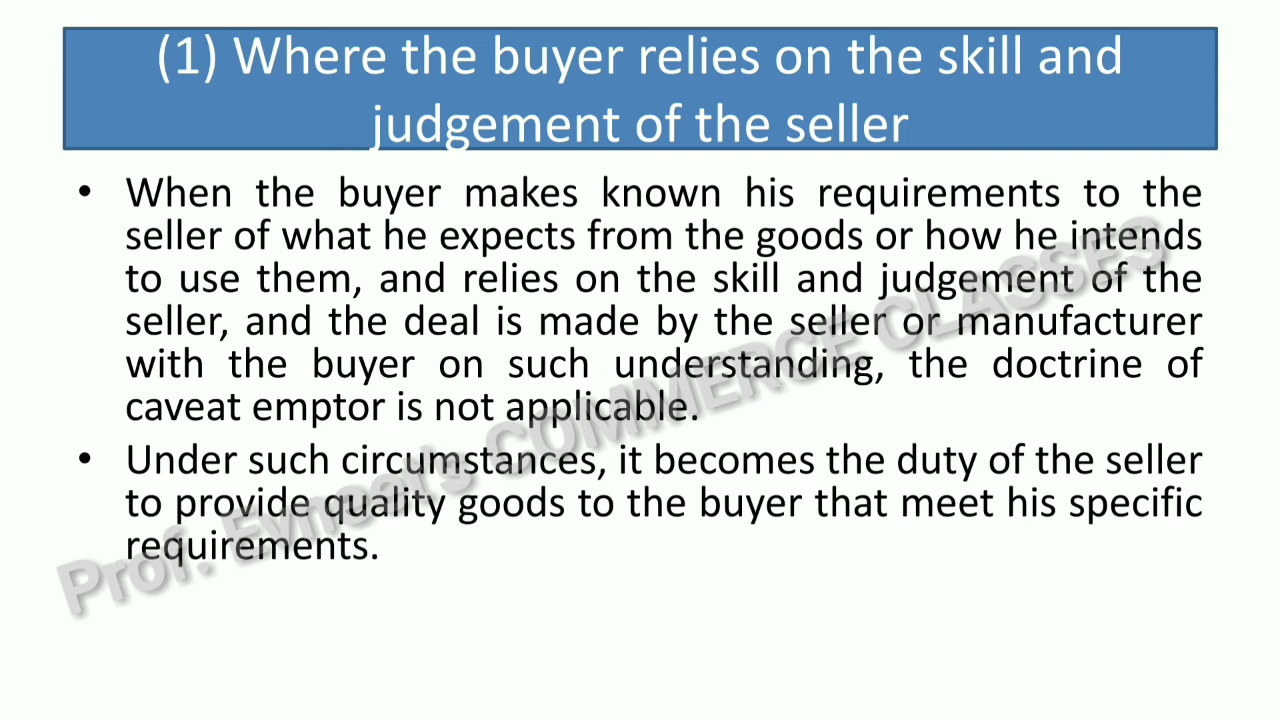 (1) Where the buyer relies on the skill and
judgement of the seller
• When the buyer makes known his requirements to the
seller of what he expects from the goods or how he intends
to use them, and relies on the skill and judgement of the
seller, and the deal is made by the seller or manufacturer
with the buyer on such understanding, the doctrine of
caveat emptor is not applicable.
• Under such circumstances, it becomes the duty of the seller
to provide quality goods to the buyer that meet his specific
requirements.
Prof. COMMERCE CLASSES